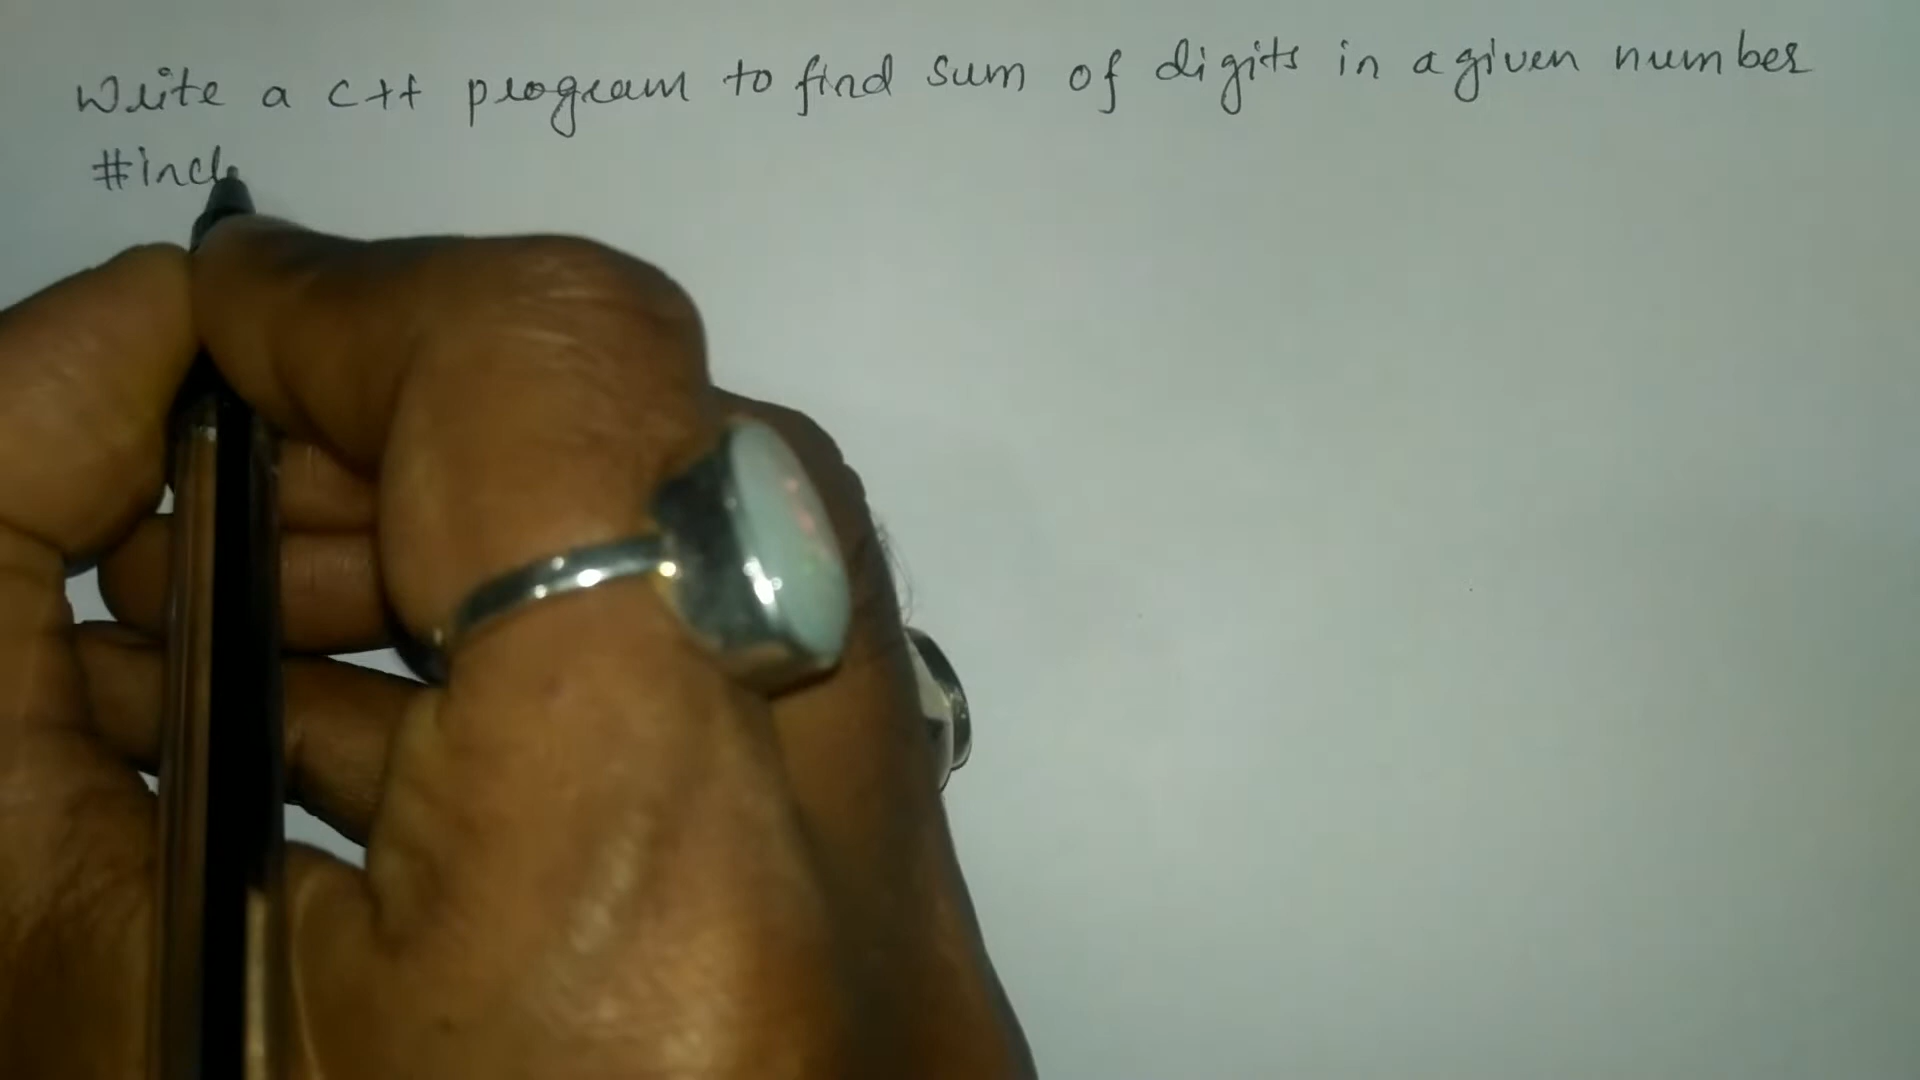 Write a c++ program to find sum of digits in a given number
#incl